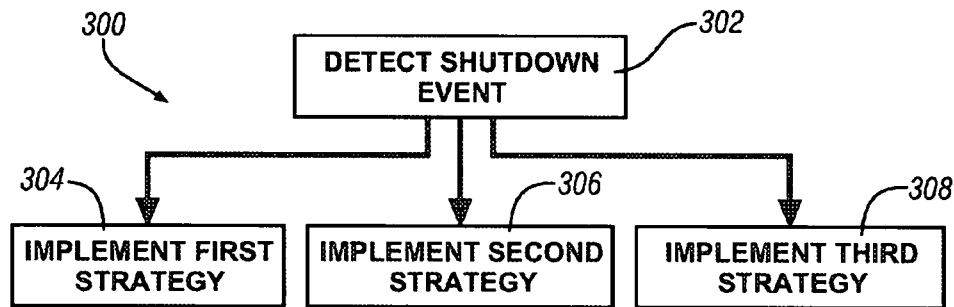 300
302
DETECT SHUTDOWN
EVENT
304
306
308
IMPLEMENT FIRST
STRATEGY
IMPLEMENT SECOND
STRATEGY
IMPLEMENT THIRD
STRATEGY